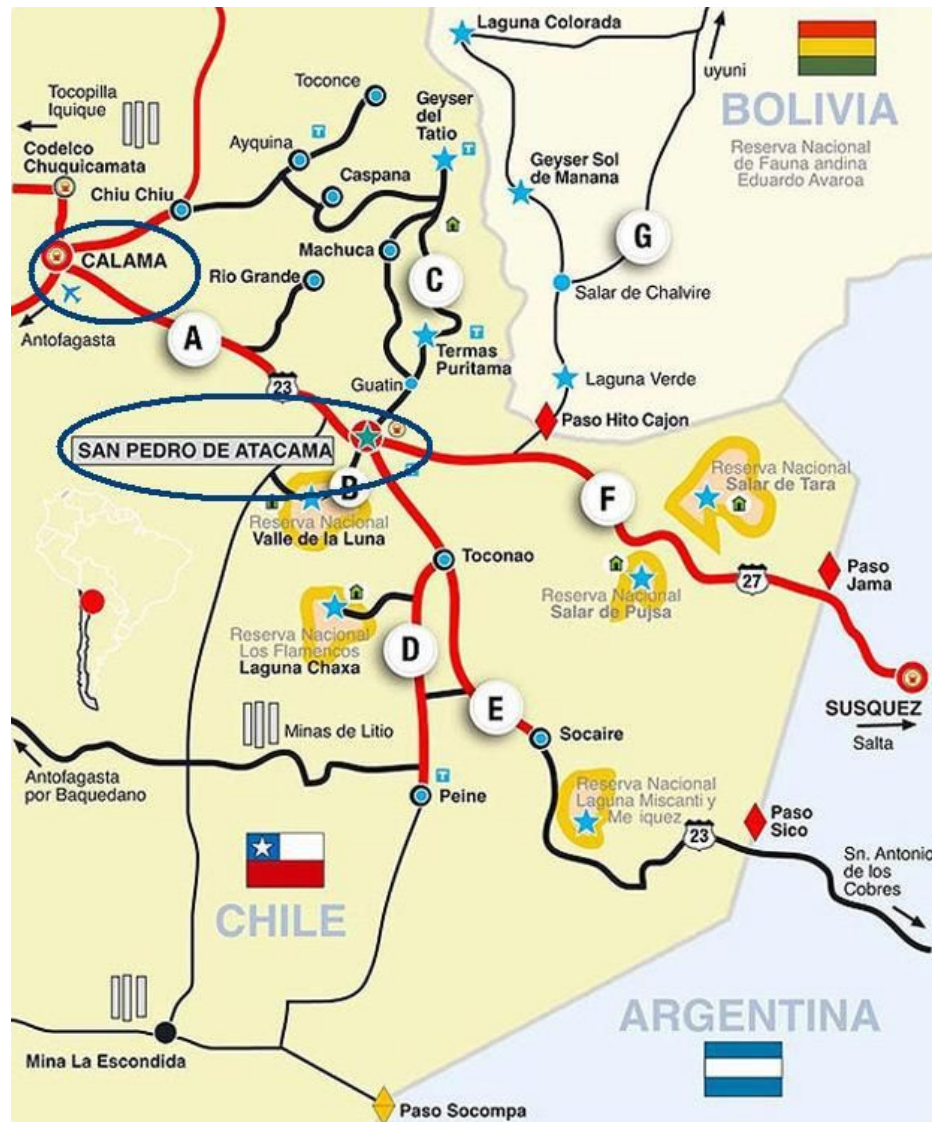 Laguna Colorada
uyuni
BOLIVIA
Reserva Nacional
de Fauna andina
Eduardo Avaroa
Toconce
Tocopilla
Iquique
Geyser
del
Tatio
Codelco
Chuquicamata
Ayquina
Caspana
Geyser Sol
de Manana
Chiu Chiu
G
Machuca
CALAMA
Rio Grande
C
Salar de Chalvire
Antofagasta
A
Termas
Puritama
23
Guatin
Laguna Verde
Paso Hito Cajon
SAN PEDRO DE ATACAMA
B
Reserva Nacional
Salar de Tara
F
Reserva Nacional
Valle de la Luna
Toconao
Paso
Jama
27
Reserva Nacional
Salar de Pujsa
Reserva Nacional
Los Flamencos
Laguna Chaxa
D
SUSQUEZ
Salta
E
Minas de Litio
Socaire
Antofagasta
por Baquedano
Peine
Reserva Nacional
Laguna Miscanti y
Me iquez
Paso
Sico
23
Sn. Antonio
de los
Cobres
CHILE
ARGENTINA
Mina La Escondida
Paso Socompa